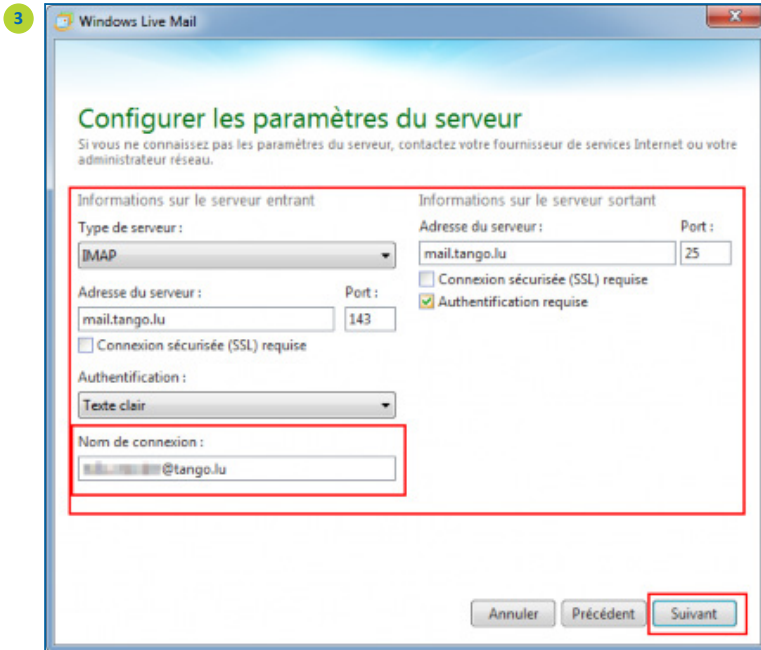 3
Windows Live Mail
Configurer les paramètres du serveur
Si vous ne connaissez pas les paramètres du serveur, contactez votre fournisseur de services Internet ou votre
administrateur réseau.
Informations sur le serveur entrant
Type de serveur :
IMAP
Adresse du serveur :
Port :
mail.tango.lu
143
Connexion sécurisée (SSL) requise
Authentification :
Texte clair
Nom de connexion :
@tango.lu
Informations sur le serveur sortant
Adresse du serveur :
Port :
mail.tango.lu
25
Connexion sécurisée (SSL) requise
Authentification requise
Annuler
Précédent
Suivant